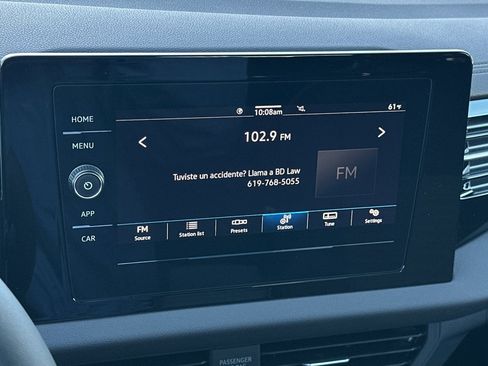 10:08am
61°F
HOME
102.9 FM
MENU
Tuviste un accidente? Llama a BD Law
619-768-5055
FM
APP
FM
Source
Station list
Presets
Station
Tune
Settings
CAR
PASSENGER